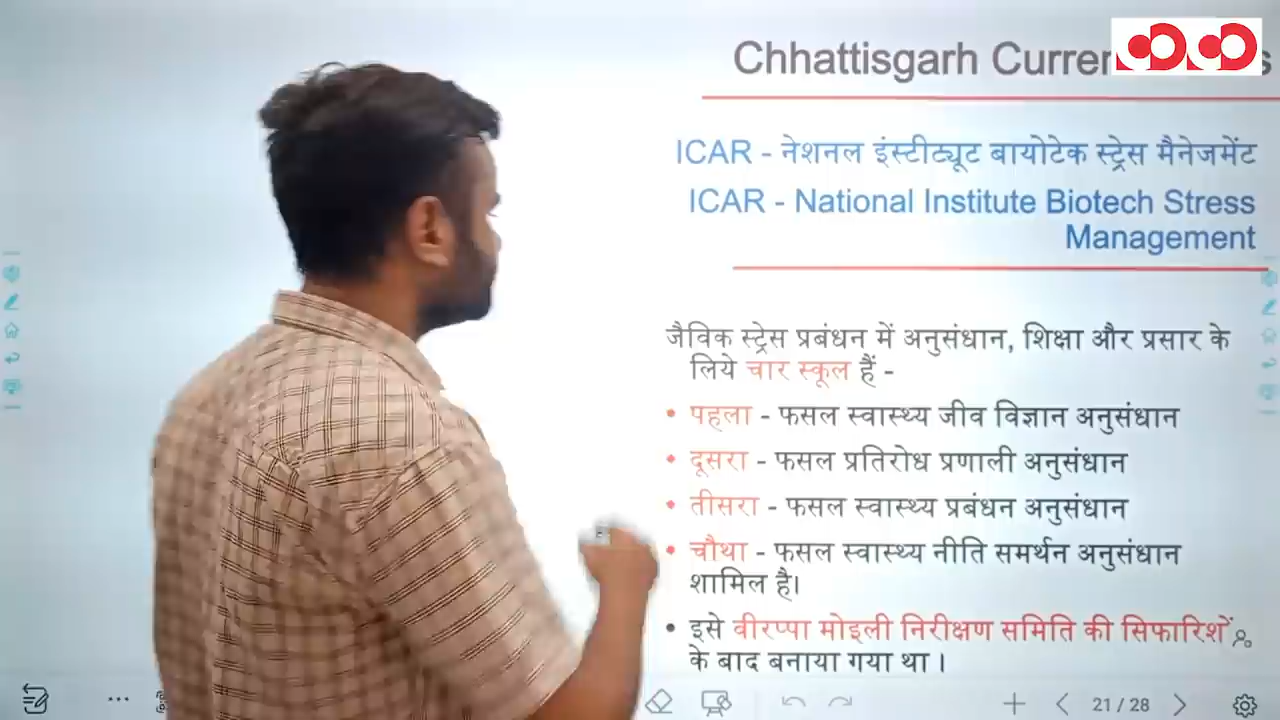 Chhattisgarh
ICAR - नेशनल इंस्टीट्यूट बायोटेक स्ट्रेस मैनेजमेंट
ICAR - National Institute Biotech Stress
Management
जैविक स्ट्रेस प्रबंधन में अनुसंधान, शिक्षा और प्रसार के
लिये चार स्कूल हैं -
• पहला - फसल स्वास्थ्य जीव विज्ञान अनुसंधान
• दूसरा - फसल प्रतिरोध प्रणाली अनुसंधान
• तीसरा - फसल स्वास्थ्य प्रबंधन अनुसंधान
• चौथा - फसल स्वास्थ्य नीति समर्थन अनुसंधान
शामिल है।
• इसे वीरप्पा मोइली निरीक्षण समिति की सिफारिशों
के बाद बनाया गया था ।
21 / 28